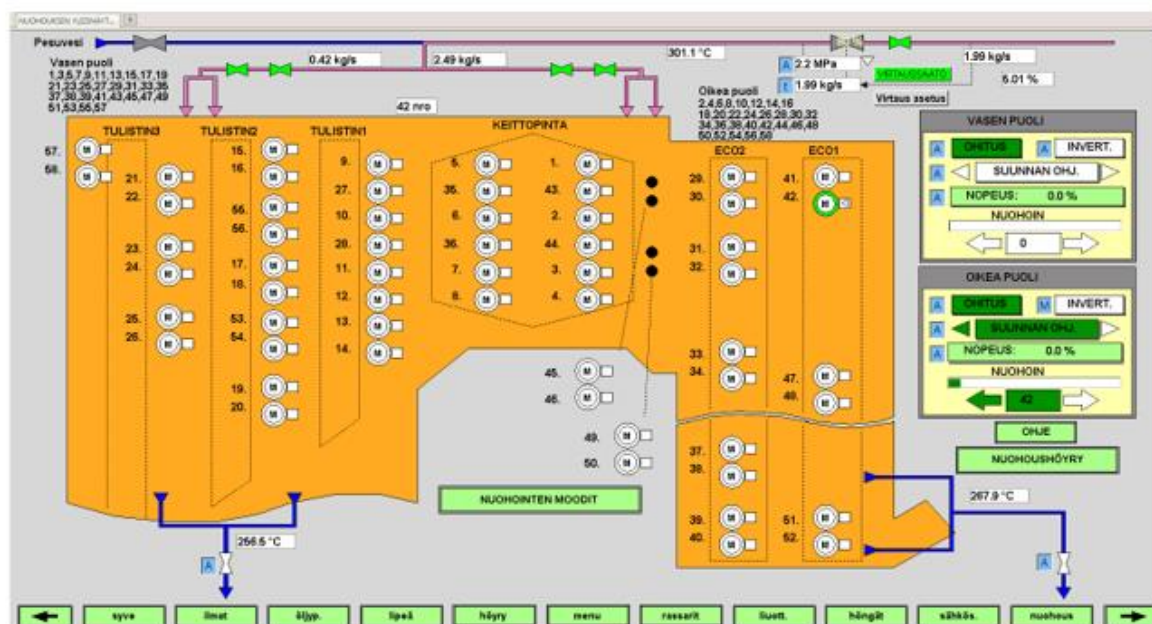 Pesuvesi
Vasen puoli
1,3,5,7,9,11,13,15,17,19
21,23,25,27,29,31,33,35
37,38,39,41,43,45,47,49
51,53,55,57
0.42 kg/s
2.49 kg/s
301.1 °C
2.2 MPa
1.99 kg/s
1.99 kg/s
VIRTAUSSÄÄTÖ
Virtaus asetus
5.01 %
Oikea puoli
2,4,6,8,10,12,14,16
18,20,22,24,26,28,30,32
34,36,38,40,42,44,46,48
50,52,54,56,58
42 nro
TULISTIN3
TULISTIN2
TULISTIN1
KEITTOPINTA
ECO2
ECO1
57.
58.
21.
22.
23.
24.
25.
26.
15.
16.
55.
56.
17.
18.
53.
54.
19.
20.
9.
27.
10.
28.
11.
12.
13.
14.
5.
35.
6.
36.
7.
8.
1.
43.
2.
44.
3.
4.
45.
46.
49.
50.
29.
30.
31.
32.
33.
34.
37.
38.
39.
40.
41.
42.
47.
48.
51.
52.
VASEN PUOLI
A OHITUS A INVERT.
A SUUNNAN OHJ.
A NOPEUS: 0.0 %
NUOHOIN
0
OIKEA PUOLI
A OHITUS M INVERT.
A SUUNNAN OHJ.
A NOPEUS: 0.0 %
NUOHOIN
42
OHJE
NUOHOUSHÖYRY
NUOHOINTEN MOODIT
256.5 °C
A
267.9 °C
A
syve ilmat öljyp. lipeä höyry menu rassarit liuott. höngät sähkös. nuohous